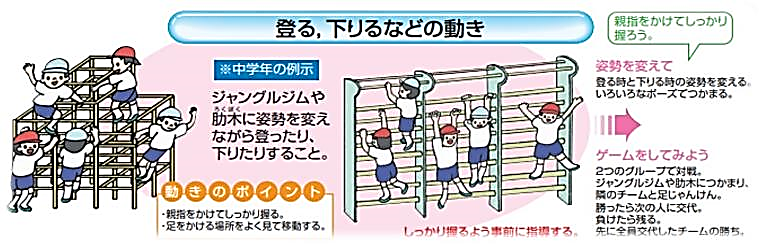 登る，下りるなどの動き
※中学年の例示
ジャングルジムや
肋木に姿勢を変え
ろくぼく
ながら登ったり、
下りたりすること。
動きのポイント
・親指をかけてしっかり握る。
・足をかける場所をよく見て移動する。
しっかり握るよう事前に指導する。
親指をかけてしっかり
握ろう。
姿勢を変えて
登る時と下りる時の姿勢を変える。
いろいろなポーズでつかまる。
ゲームをしてみよう
2つのグループで対戦。
ジャングルジムや肋木につかまり、
隣のチームと足じゃんけん。
勝ったら次の人に交代。
負けたら残る。
先に全員交代したチームの勝ち。